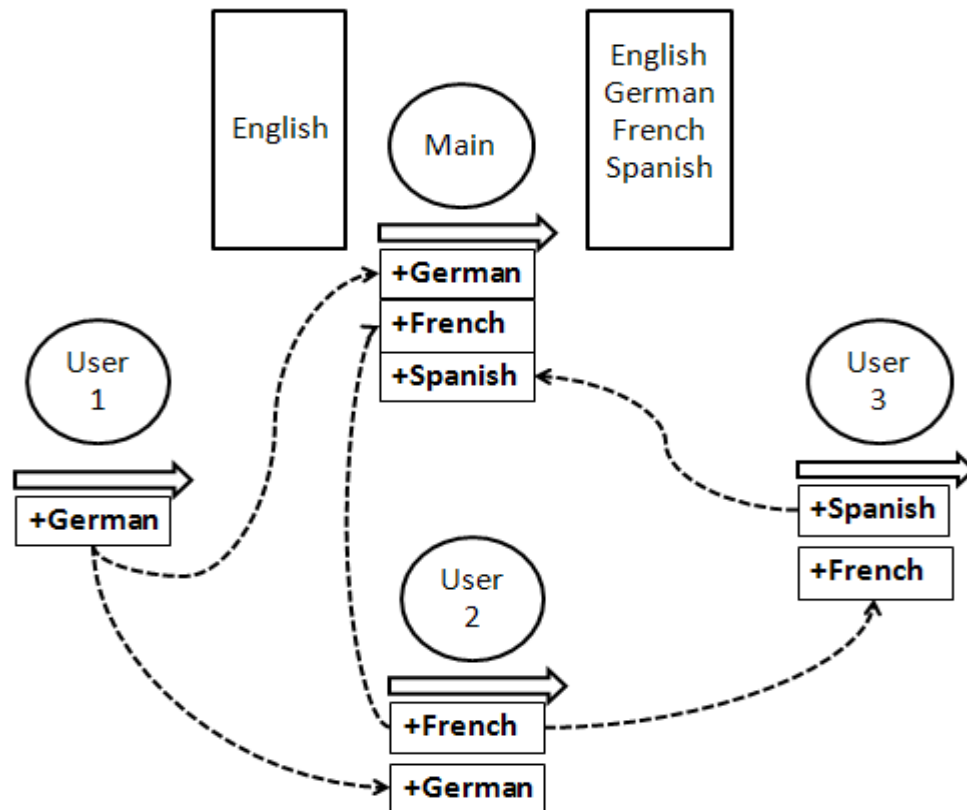 English
Main
English
German
French
Spanish
+German
+French
+Spanish
User
1
+German
User
2
+French
+German
User
3
+Spanish
+French